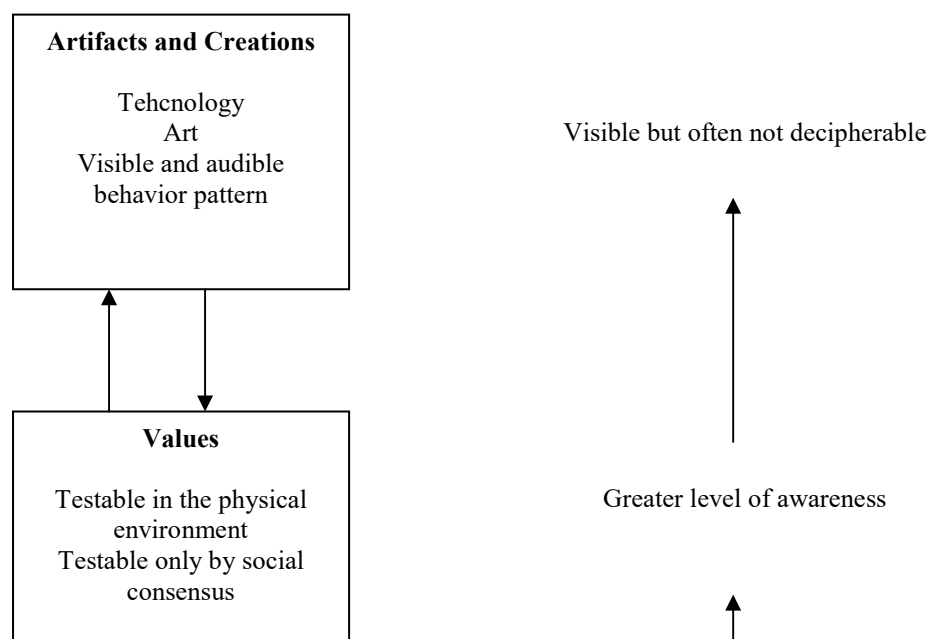 Artifacts and Creations
Tehcnology
Art
Visible and audible
behavior pattern
Visible but often not decipherable
Values
Testable in the physical
environment
Testable only by social
consensus
Greater level of awareness